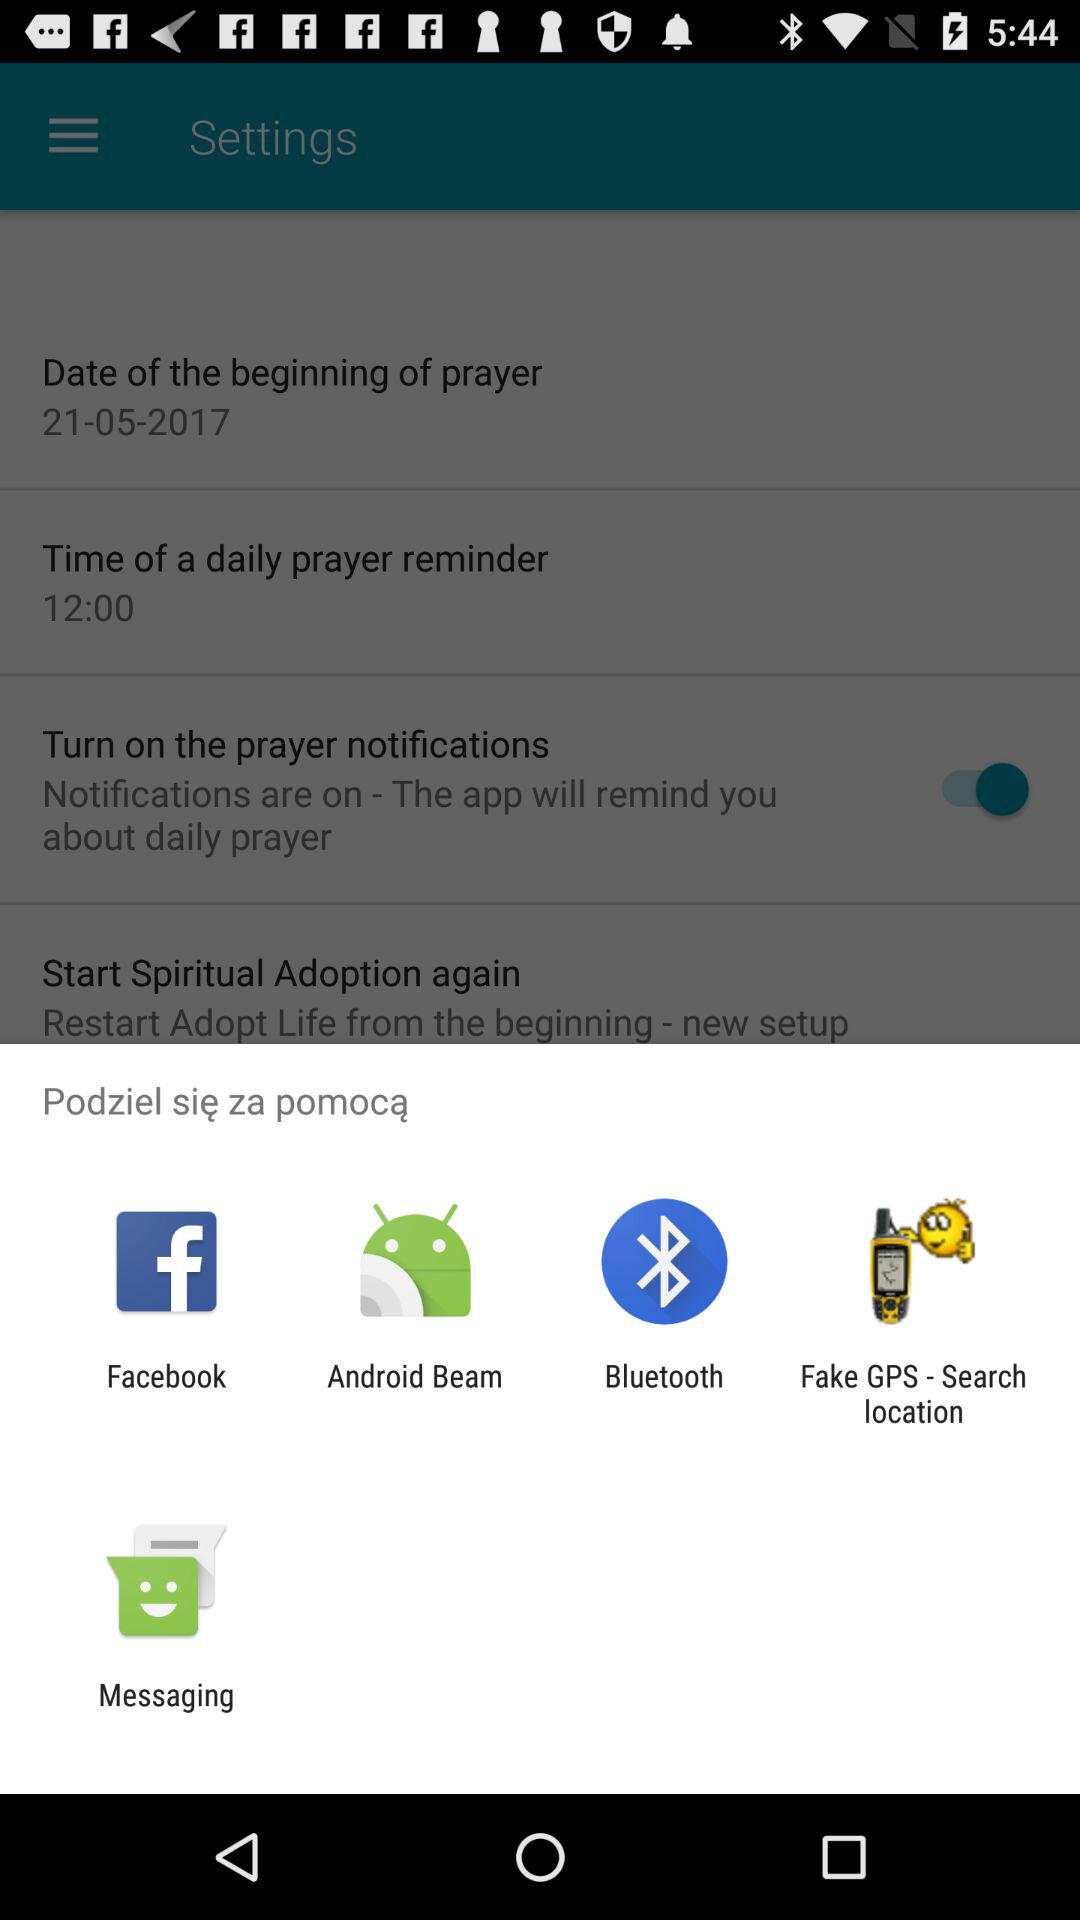 5:44
Settings
Date of the beginning of prayer
21-05-2017
Time of a daily prayer reminder
12:00
Turn on the prayer notifications
Notifications are on - The app will remind you
about daily prayer
Start Spiritual Adoption again
Restart Adopt Life from the beginning - new setup
Podziel się za pomocą
Facebook
Android Beam
Bluetooth
Fake GPS - Search
location
Messaging